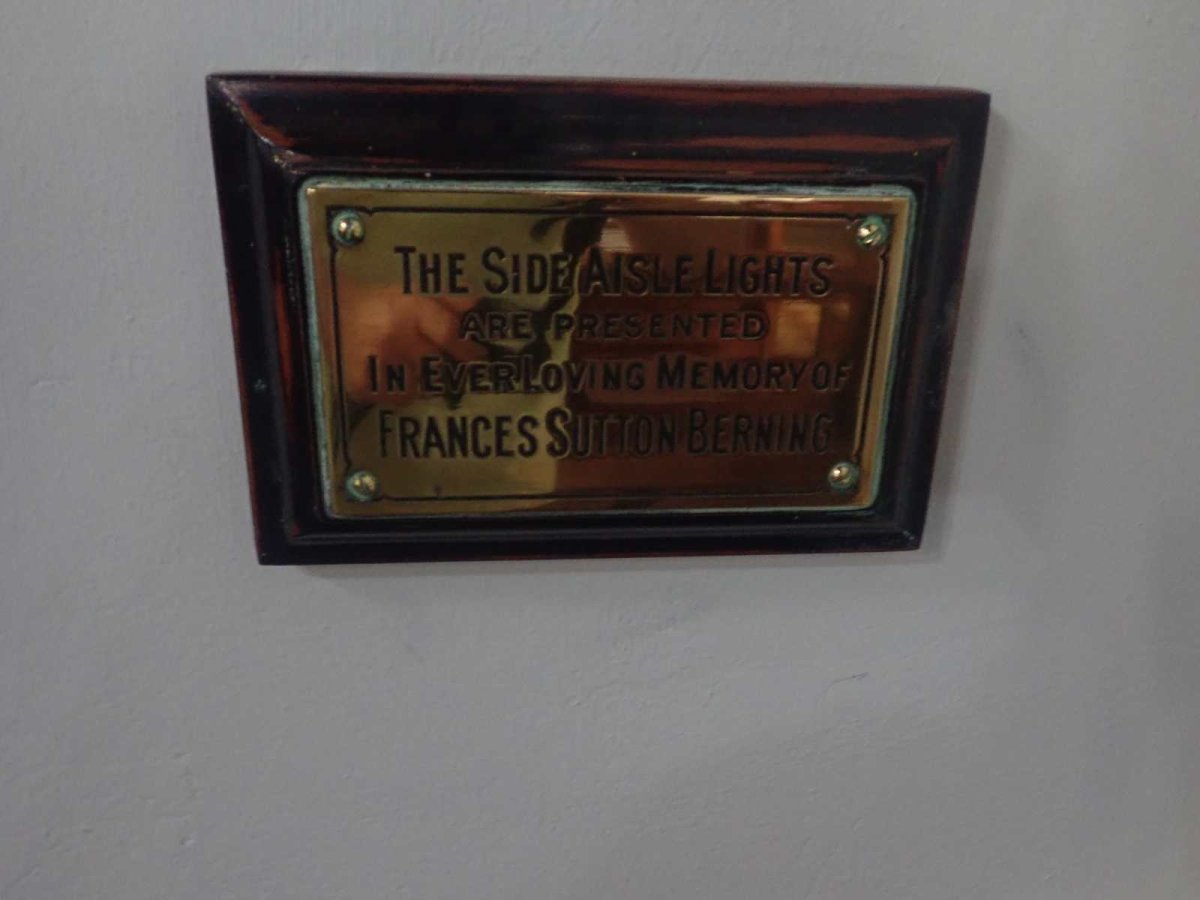 THE SIDE AISLE LIGHTS
ARE PRESENTED
IN EVER LOVING MEMORY OF
FRANCES SUTTON BERNING